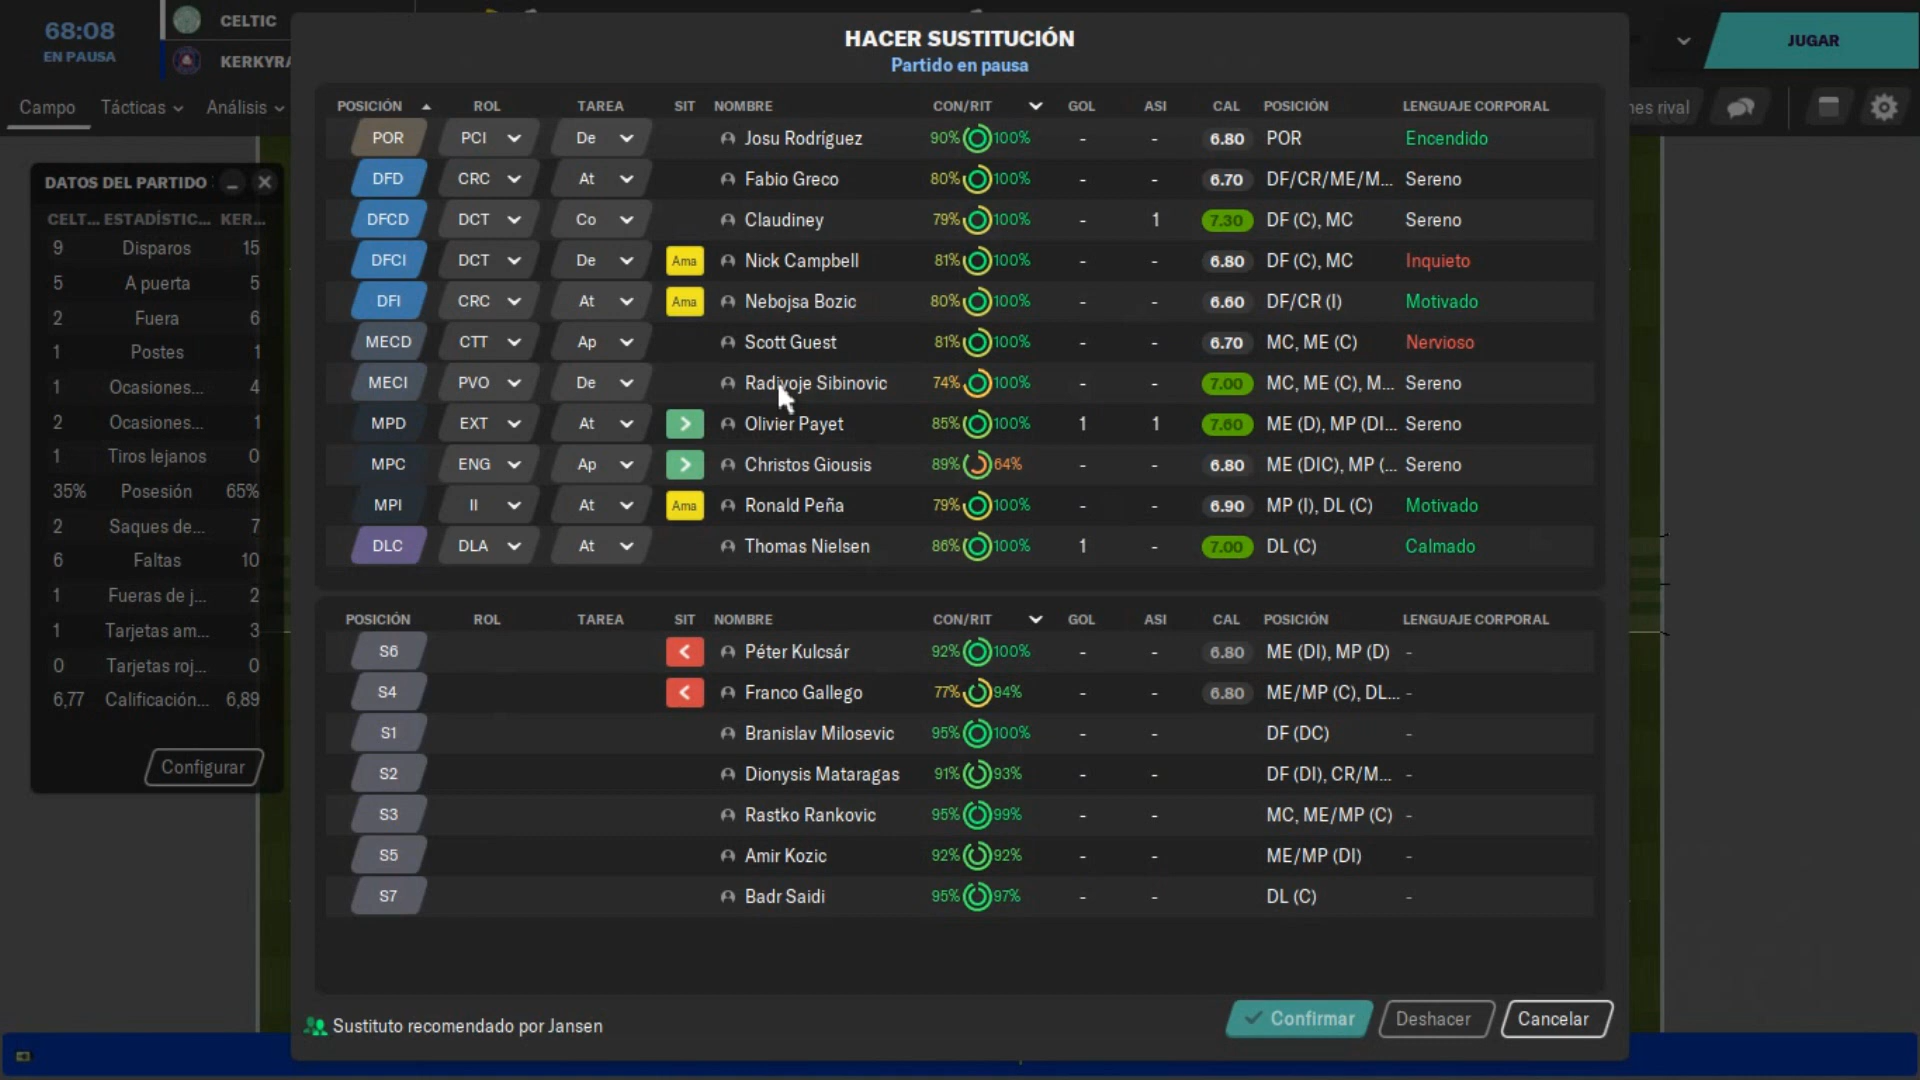 68:08
EN PAUSA
CELTIC
KERKYRA
HACER SUSTITUCIÓN
Partido en pausa
JUGAR
Campo
Tácticas
Análisis
nes rival
DATOS DEL PARTIDO
CELT... ESTADÍSTIC... KER...
9 Disparos 15
5 A puerta 5
2 Fuera 6
1 Postes 1
1 Ocasiones... 4
2 Ocasiones... 1
1 Tiros lejanos 0
35% Posesión 65%
2 Saques de... 7
6 Faltas 10
1 Fueras de j... 2
1 Tarjetas am... 3
0 Tarjetas roj... 0
6,77 Calificación... 6,89
Configurar
POSICIÓN ROL TAREA SIT NOMBRE CON/RIT GOL ASI CAL POSICIÓN LENGUAJE CORPORAL
POR PCI De Josu Rodríguez 90% 100% - - 6.80 POR Encendido
DFD CRC At Fabio Greco 80% 100% - - 6.70 DF/CR/ME/M... Sereno
DFCD DCT Co Claudiney 79% 100% - 1 7.30 DF (C), MC Sereno
DFCI DCT De Ama Nick Campbell 81% 100% - - 6.80 DF (C), MC Inquieto
DFI CRC At Ama Nebojsa Bozic 80% 100% - - 6.60 DF/CR (I) Motivado
MECD CTT Ap Scott Guest 81% 100% - - 6.70 MC, ME (C) Nervioso
MECI PVO De Radivoje Sibinovic 74% 100% - - 7.00 MC, ME (C), M... Sereno
MPD EXT At > Olivier Payet 85% 100% 1 1 7.60 ME (D), MP (DI... Sereno
MPC ENG Ap > Christos Giousis 89% 64% - - 6.80 ME (DIC), MP (... Sereno
MPI II At Ama Ronald Peña 79% 100% - - 6.90 MP (I), DL (C) Motivado
DLC DLA At Thomas Nielsen 86% 100% 1 - 7.00 DL (C) Calmado
POSICIÓN ROL TAREA SIT NOMBRE CON/RIT GOL ASI CAL POSICIÓN LENGUAJE CORPORAL
S6 < Péter Kulcsár 92% 100% - - 6.80 ME (DI), MP (D) -
S4 < Franco Gallego 77% 94% - - 6.80 ME/MP (C), DL... -
S1 Branislav Milosevic 95% 100% - - DF (DC) -
S2 Dionysis Mataragas 91% 93% - - DF (DI), CR/M... -
S3 Rastko Rankovic 95% 99% - - MC, ME/MP (C) -
S5 Amir Kozic 92% 92% - - ME/MP (DI) -
S7 Badr Saidi 95% 97% - - DL (C) -
Sustituto recomendado por Jansen
Confirmar
Deshacer
Cancelar